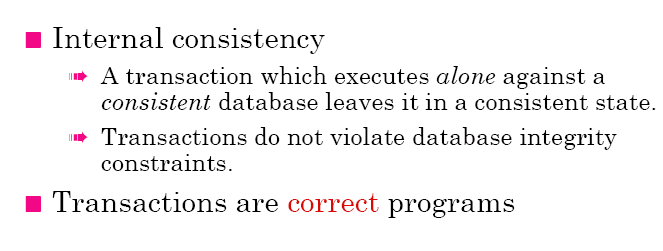 Internal consistency
A transaction which executes alone against a
consistent database leaves it in a consistent state.
Transactions do not violate database integrity
constraints.
Transactions are correct programs